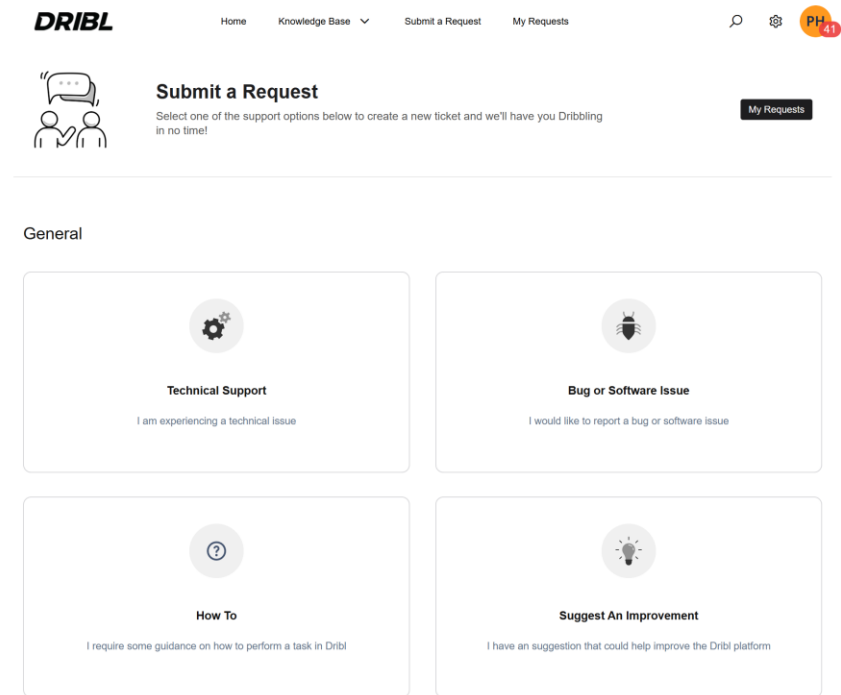 DRIBL
Home
Knowledge Base
Submit a Request
My Requests
PH
41
Submit a Request
Select one of the support options below to create a new ticket and we'll have you Dribbling
in no time!
My Requests
General
Technical Support
I am experiencing a technical issue
Bug or Software Issue
I would like to report a bug or software issue
?
How To
I require some guidance on how to perform a task in Dribl
Suggest An Improvement
I have an suggestion that could help improve the Dribl platform